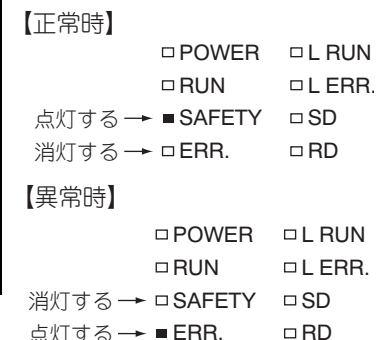 【正常時】
□ POWER □ L RUN
□ RUN □ L ERR.
点灯する → ■ SAFETY □ SD
消灯する → □ ERR. □ RD
【異常時】
□ POWER □ L RUN
□ RUN □ L ERR.
消灯する → □ SAFETY □ SD
点灯する → ■ ERR. □ RD